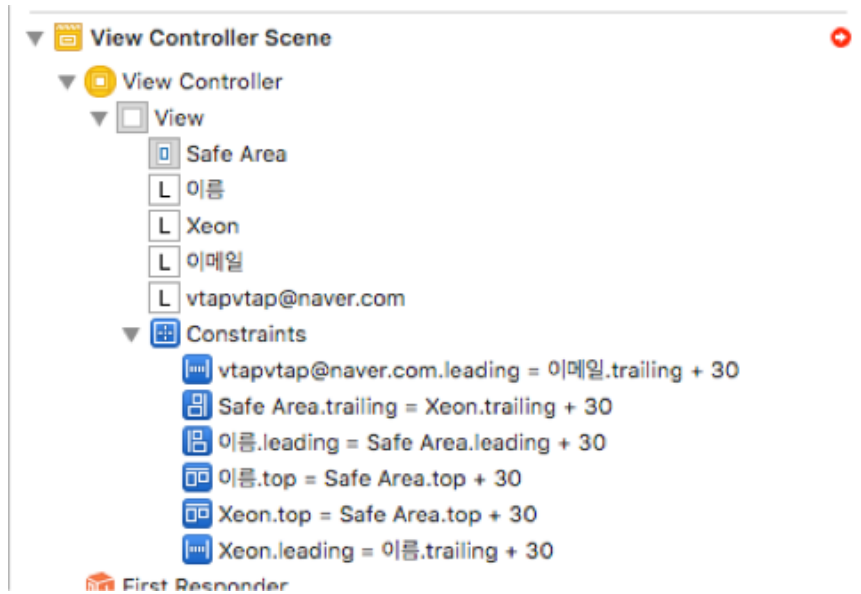 View Controller Scene
View Controller
View
Safe Area
L 이름
L Xeon
L 이메일
L vtapvtap@naver.com
Constraints
vtapvtap@naver.com.leading = 이메일.trailing + 30
Safe Area.trailing = Xeon.trailing + 30
이름.leading = Safe Area.leading + 30
이름.top = Safe Area.top + 30
Xeon.top = Safe Area.top + 30
Xeon.leading = 이름.trailing + 30
First Responder